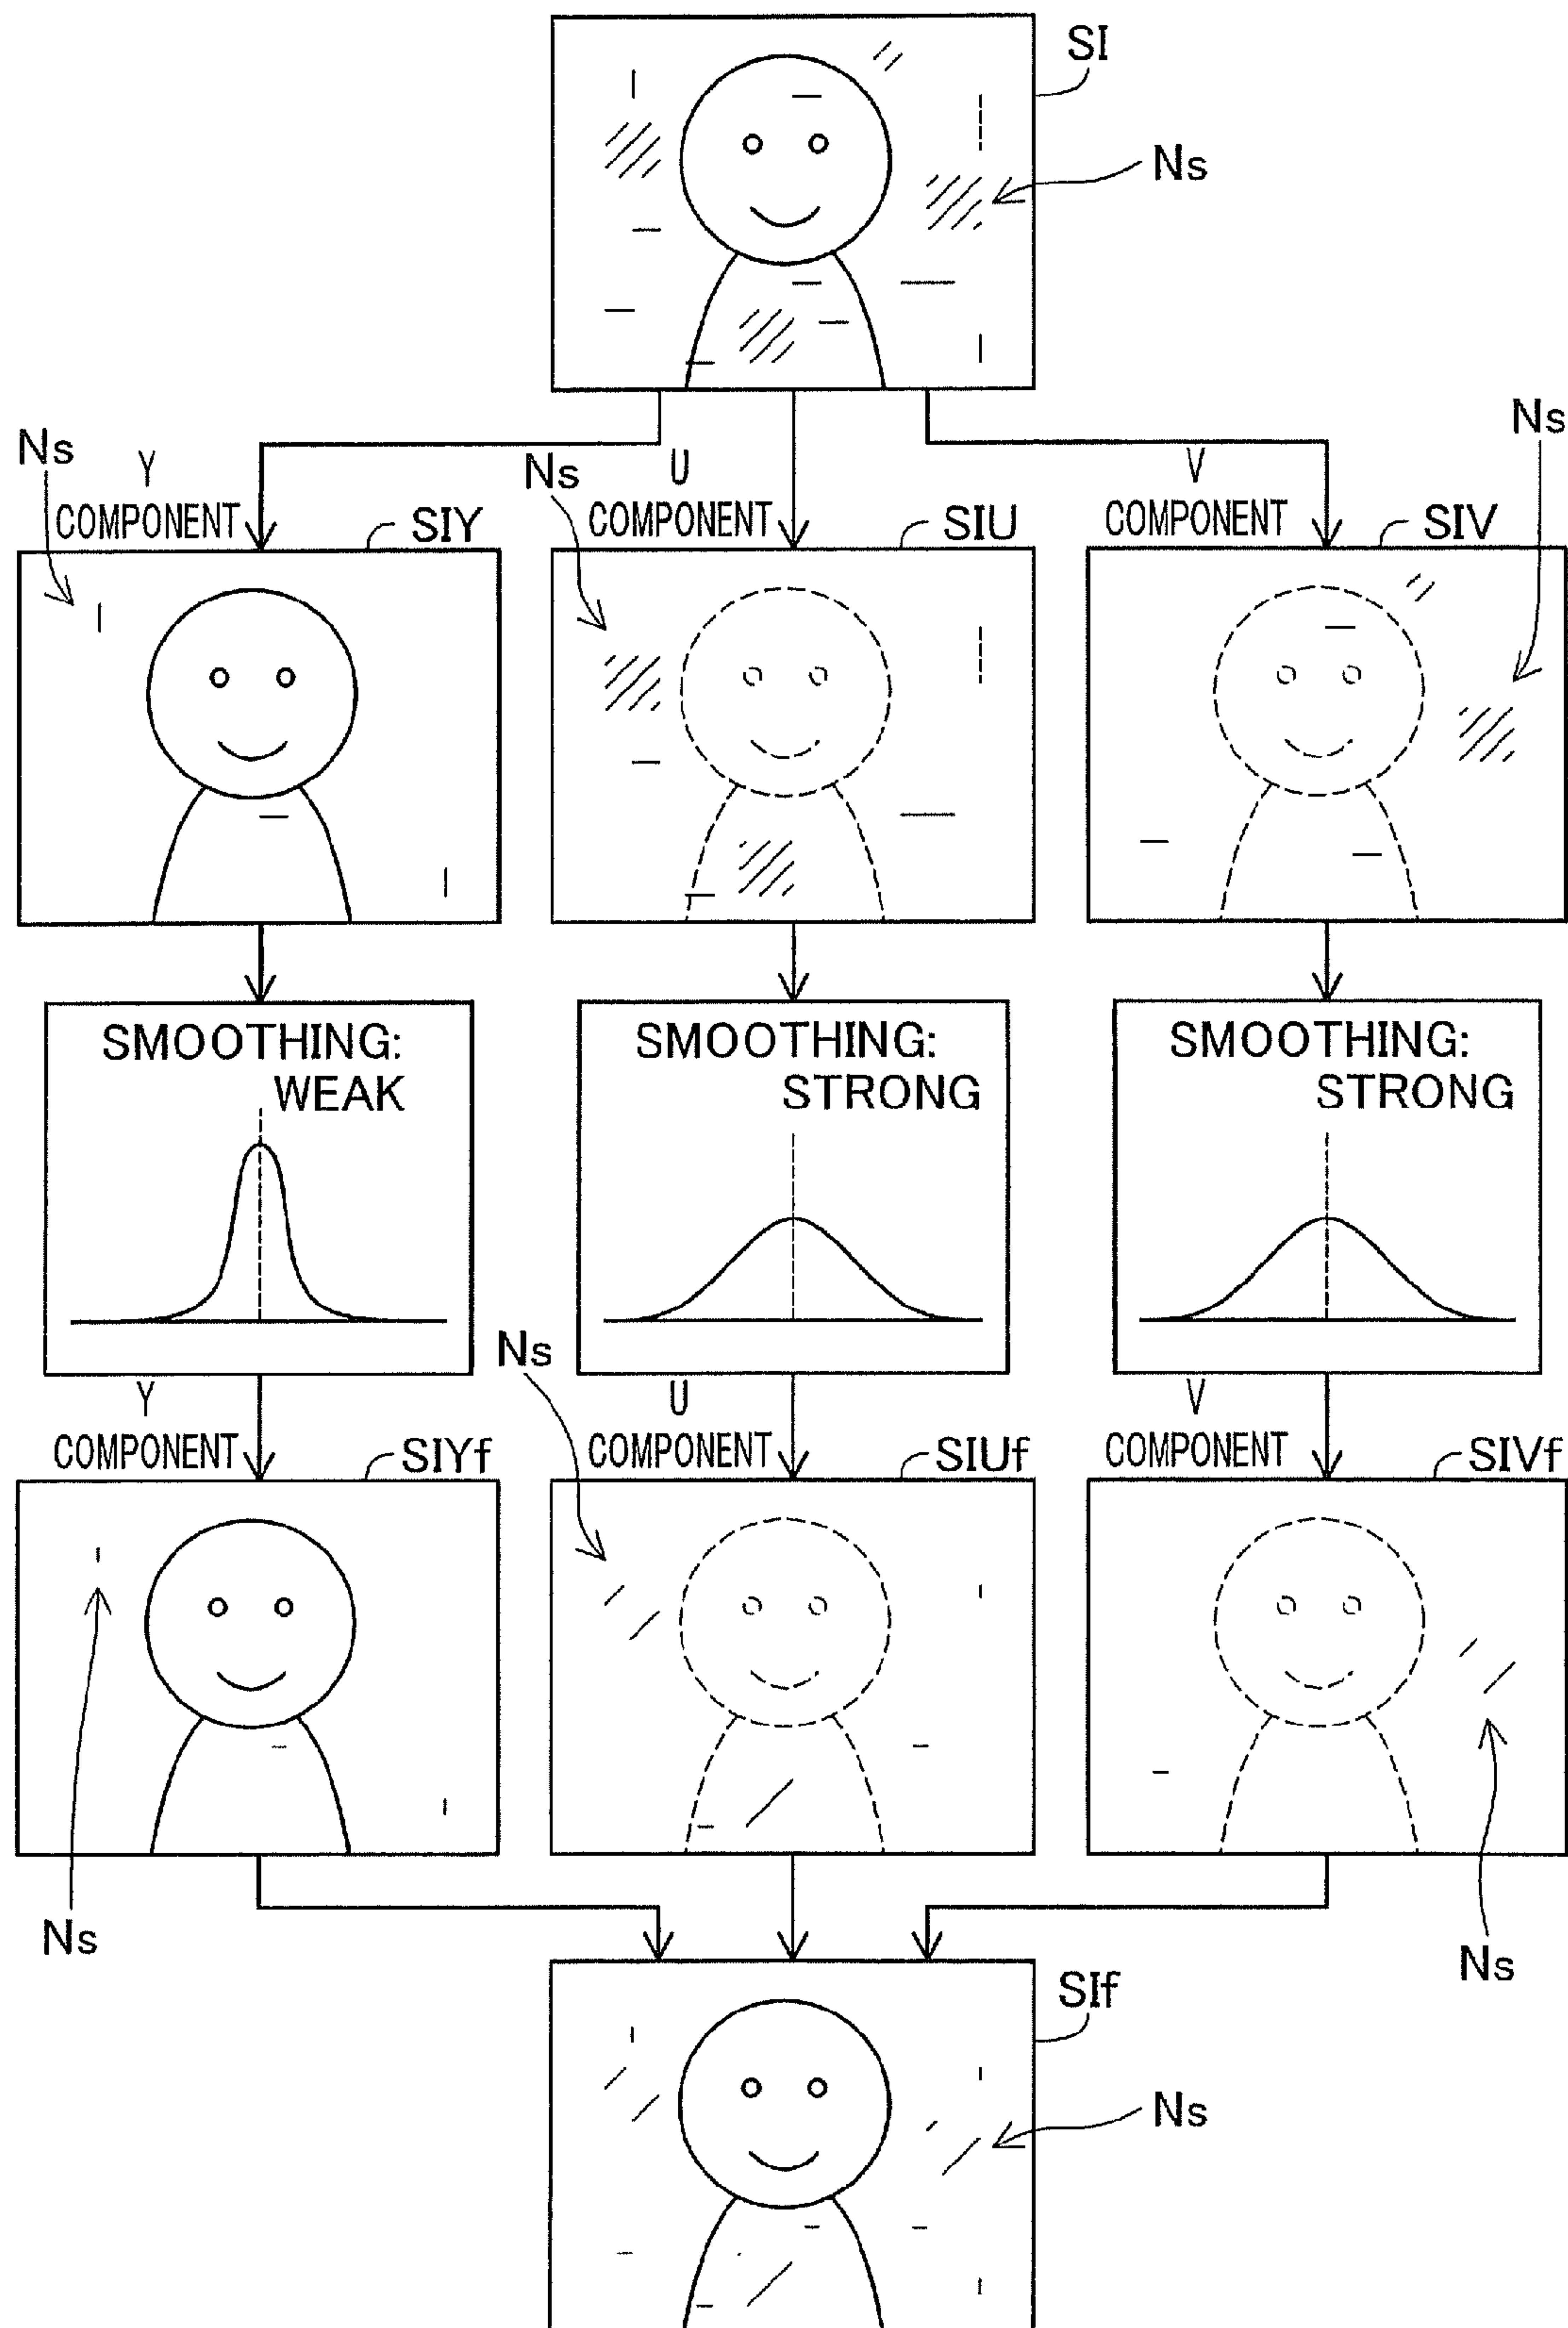 SI
Ns
Ns
Y
COMPONENT
SIY
Ns
U
COMPONENT
SIU
V
COMPONENT
SIV
Ns
SMOOTHING:
WEAK
SMOOTHING:
STRONG
SMOOTHING:
STRONG
Y
COMPONENT
SIYf
Ns
U
COMPONENT
SIUf
V
COMPONENT
SIVf
Ns
Ns
SIf
Ns